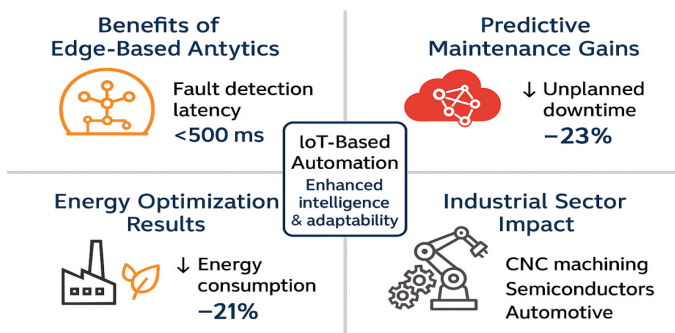 Benefits of
Edge-Based Antytics
Fault detection
latency
<500 ms
Predictive
Maintenance Gains
↓ Unplanned
downtime
−23%
IoT-Based
Automation
Enhanced
intelligence
& adaptability
Energy Optimization
Results
↓ Energy
consumption
−21%
Industrial Sector
Impact
CNC machining
Semiconductors
Automotive